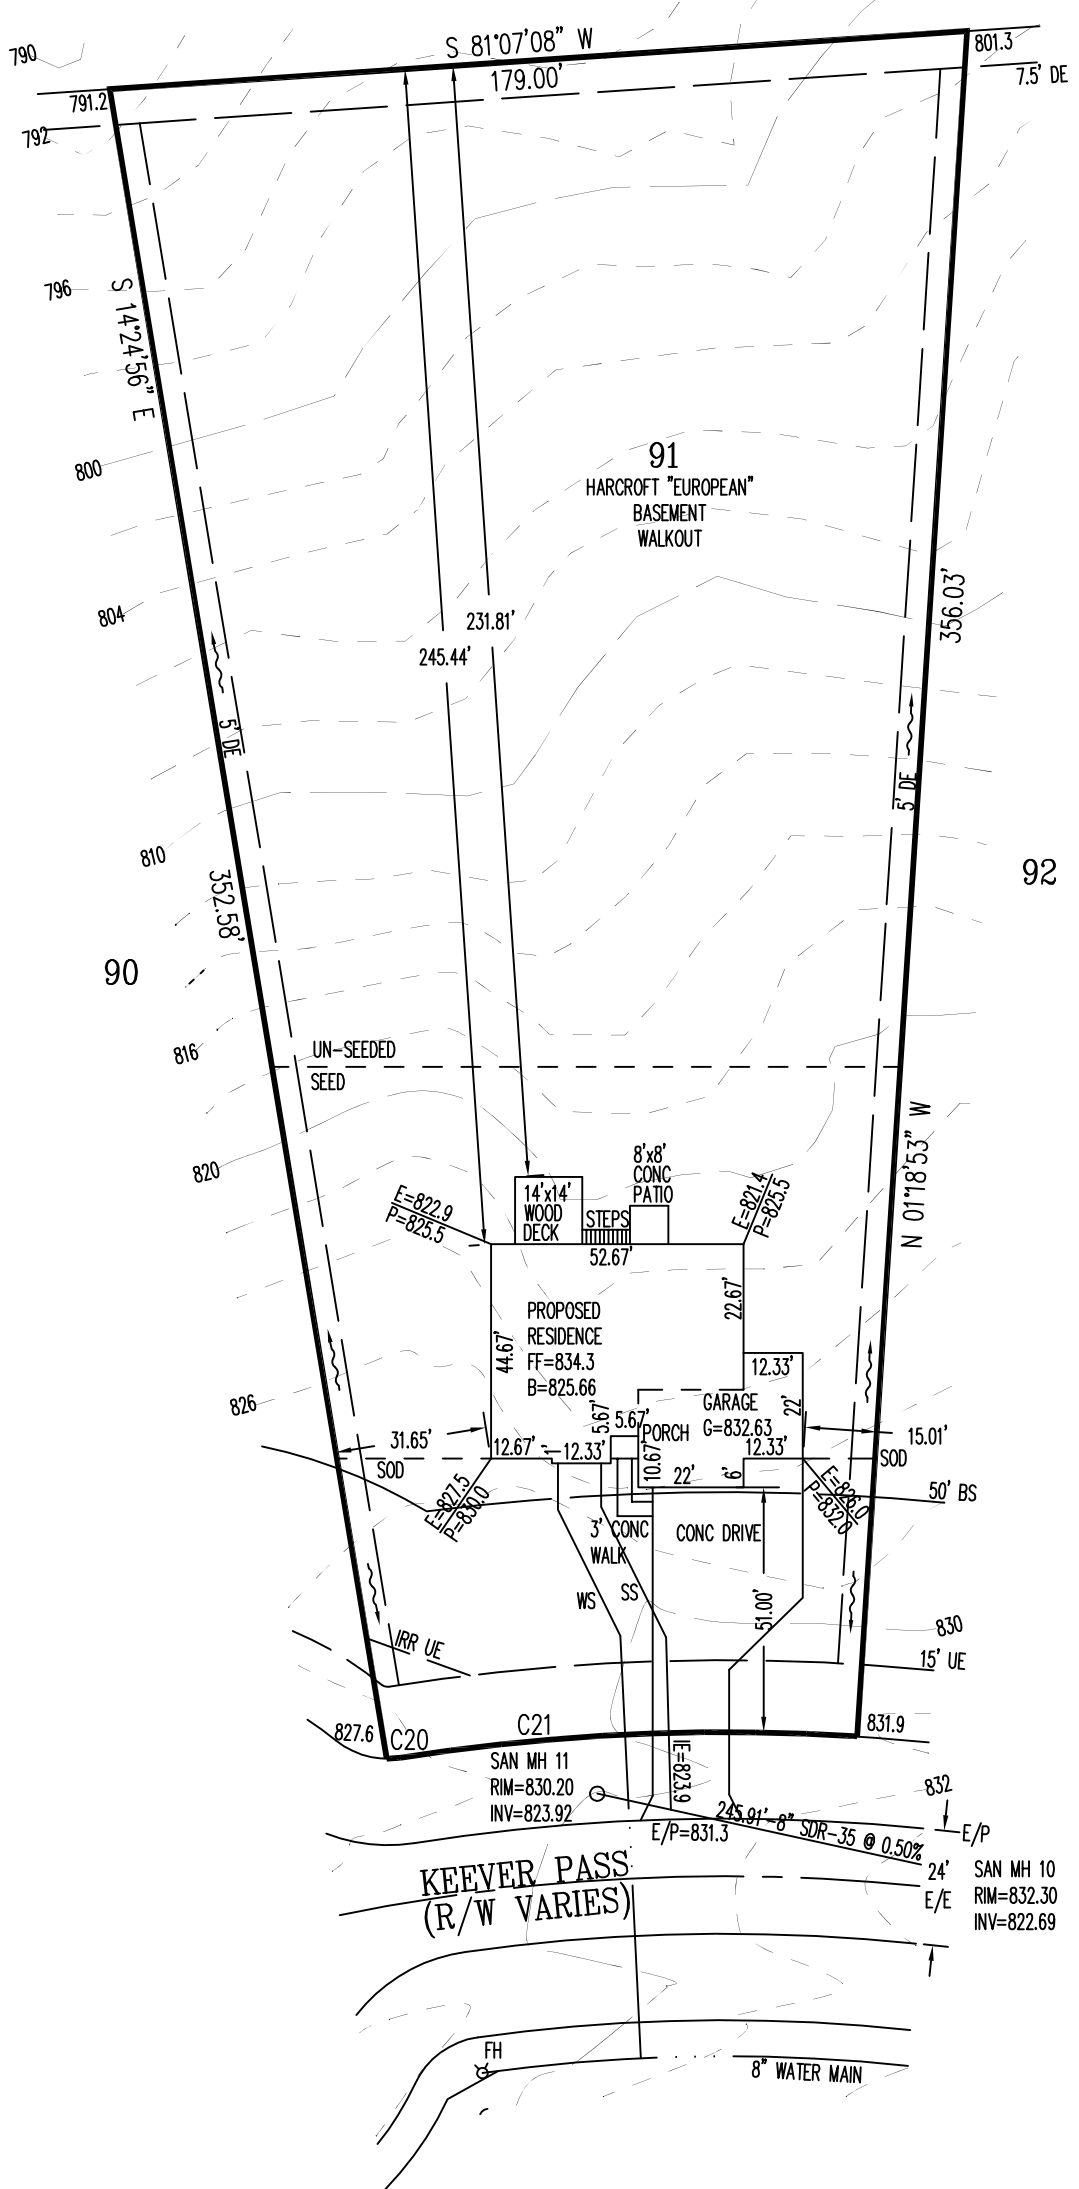 790
S 81°07'08" W
801.3
179.00'
7.5' DE
791.2
792
796
S 14°24'56" E
800
91
HARCROFT "EUROPEAN"
BASEMENT
WALKOUT
804
356.03'
231.81'
245.44'
5' DE
5' DE
810
92
352.58'
90
816
UN-SEEDED
SEED
820
N 01°18'53" W
8'x8'
CONC
PATIO
E=822.9
P=825.5
14'x14'
WOOD
DECK
STEPS
E=821.4
P=825.5
52.67'
22.67'
PROPOSED
RESIDENCE
FF=834.3
B=825.66
44.67'
12.33'
826
GARAGE
G=832.63
22'
5.67'
5.67'
PORCH
31.65'
12.67'
1'
12.33'
10.67'
12.33'
15.01'
SOD
SOD
22'
6'
50' BS
E=827.5
P=830.0
E=826.0
P=832.0
3' CONC
WALK
CONC DRIVE
WS
SS
51.00'
830
IRR UE
15' UE
827.6
C20
C21
831.9
SAN MH 11
RIM=830.20
INV=823.92
IE=823.9
832
E/P=831.3
245.91'-8" SDR-35 @ 0.50%
E/P
24'
E/E
SAN MH 10
RIM=832.30
INV=822.69
KEEVER PASS
(R/W VARIES)
FH
8" WATER MAIN